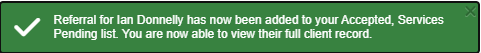 Referral for Ian Donnelly has now been added to your Accepted, Services
Pending list. You are now able to view their full client record.